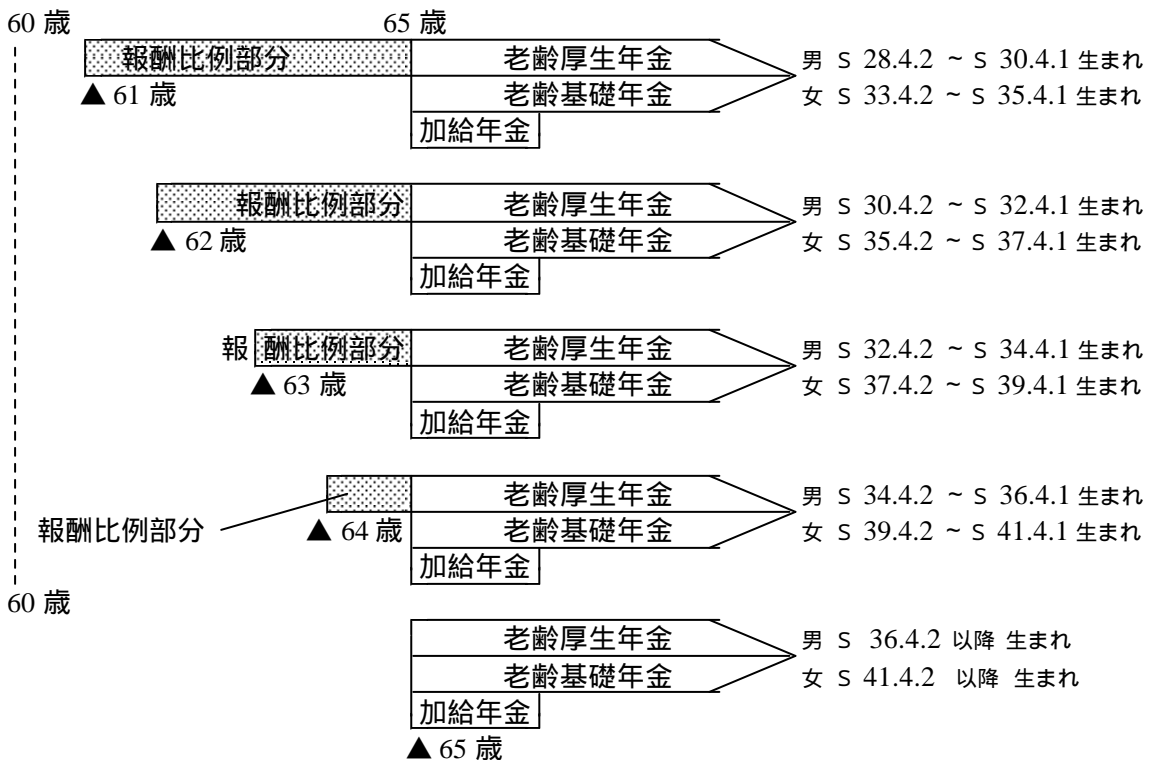 60 歳 65 歳
報酬比例部分 老齢厚生年金 男 S 28.4.2 ~ S 30.4.1 生まれ
▲ 61 歳 老齢基礎年金 女 S 33.4.2 ~ S 35.4.1 生まれ
加給年金
報酬比例部分 老齢厚生年金 男 S 30.4.2 ~ S 32.4.1 生まれ
▲ 62 歳 老齢基礎年金 女 S 35.4.2 ~ S 37.4.1 生まれ
加給年金
報酬比例部分 老齢厚生年金 男 S 32.4.2 ~ S 34.4.1 生まれ
▲ 63 歳 老齢基礎年金 女 S 37.4.2 ~ S 39.4.1 生まれ
加給年金
老齢厚生年金 男 S 34.4.2 ~ S 36.4.1 生まれ
報酬比例部分 ▲ 64 歳 老齢基礎年金 女 S 39.4.2 ~ S 41.4.1 生まれ
加給年金
60 歳
老齢厚生年金 男 S 36.4.2 以降 生まれ
老齢基礎年金 女 S 41.4.2 以降 生まれ
加給年金
▲ 65 歳